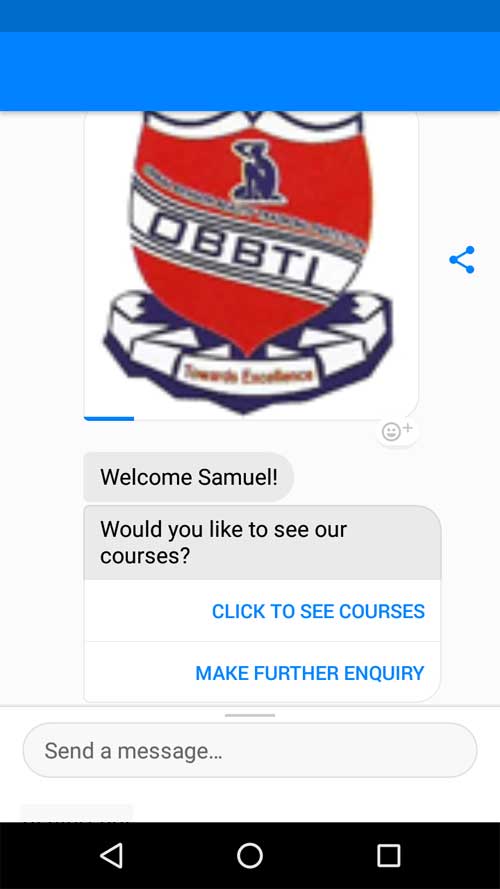 OBBTI
Towards Excellence
Welcome Samuel!
Would you like to see our
courses?
CLICK TO SEE COURSES
MAKE FURTHER ENQUIRY
Send a message...